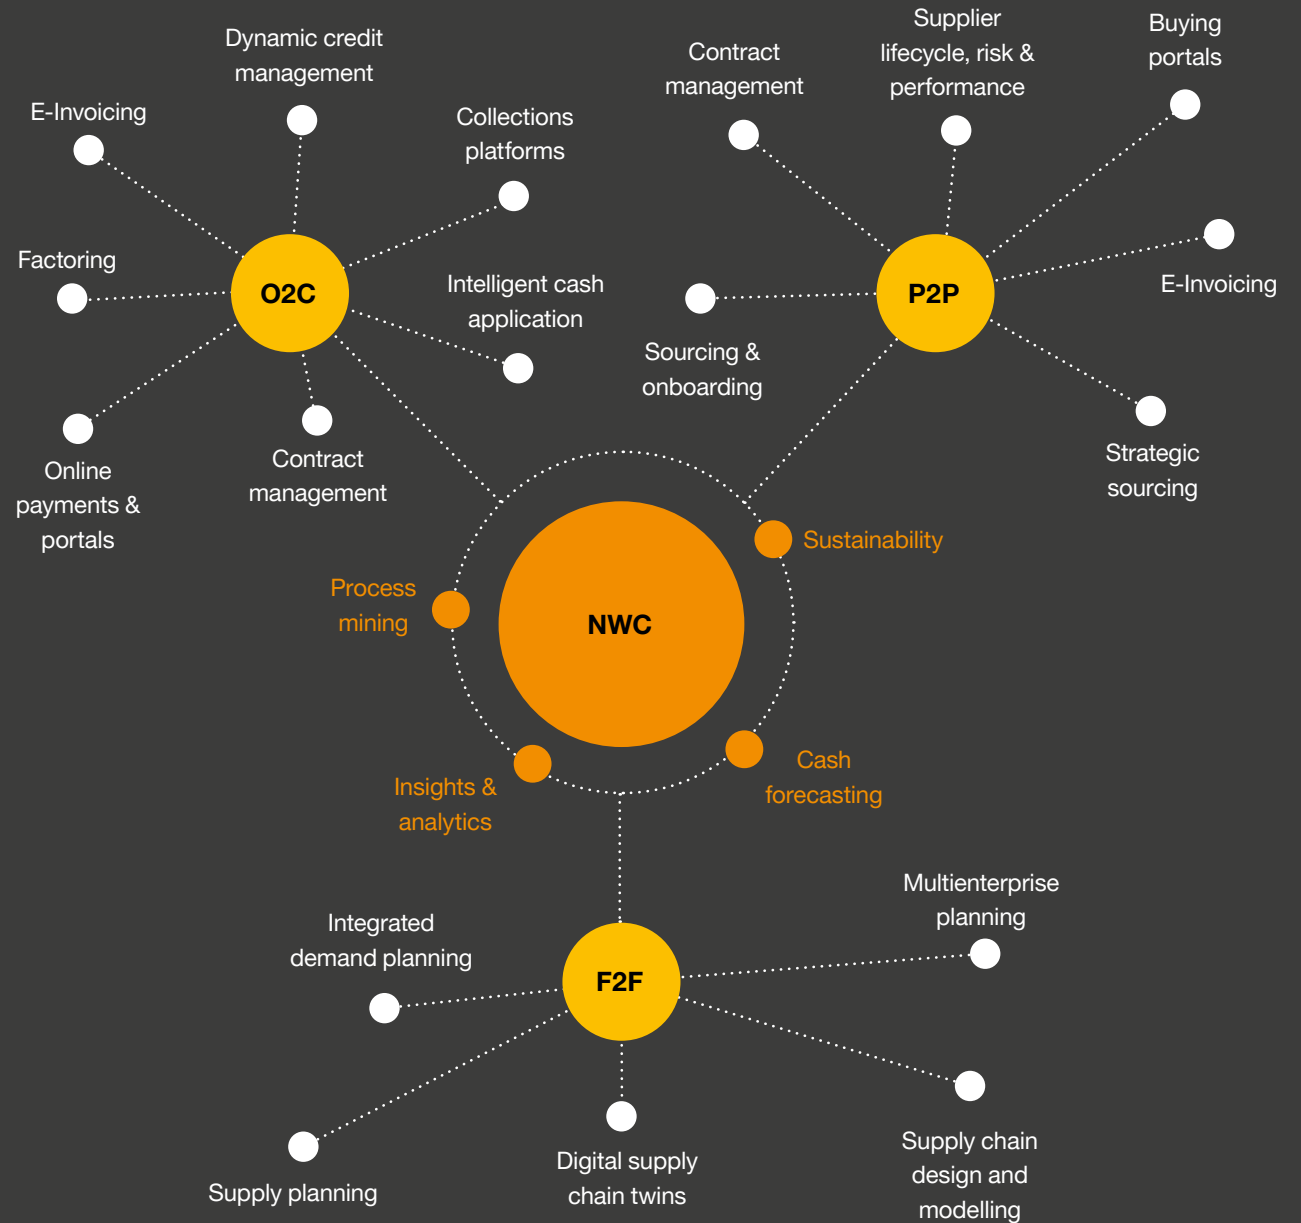 Dynamic credit
management
E-Invoicing
Collections
platforms
Factoring
O2C
Intelligent cash
application
Online
payments &
portals
Contract
management
Contract
management
Supplier
lifecycle, risk &
performance
Buying
portals
P2P
E-Invoicing
Sourcing &
onboarding
Strategic
sourcing
Sustainability
Process
mining
NWC
Insights &
analytics
Cash
forecasting
Integrated
demand planning
Multienterprise
planning
F2F
Supply planning
Digital supply
chain twins
Supply chain
design and
modelling